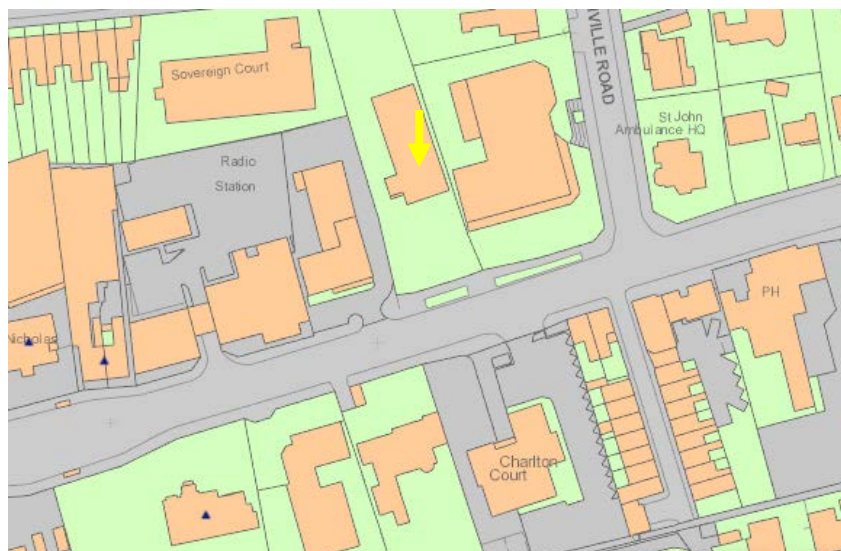 Sovereign Court
VILLE ROAD
St John
Ambulance HQ
Radio
Station
PH
Nicholas
Charlton
Court